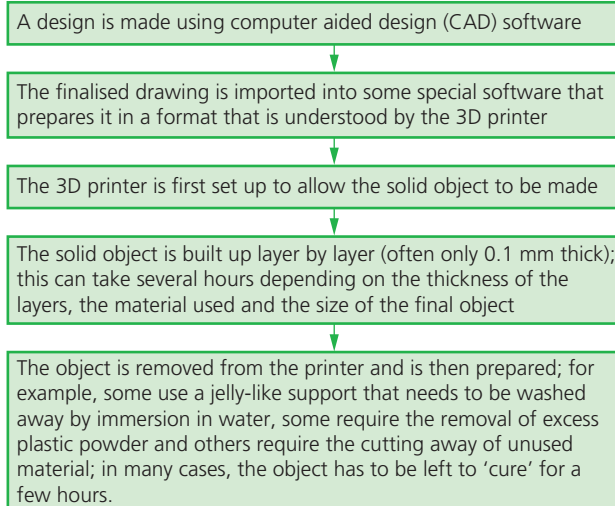 A design is made using computer aided design (CAD) software
The finalised drawing is imported into some special software that
prepares it in a format that is understood by the 3D printer
The 3D printer is first set up to allow the solid object to be made
The solid object is built up layer by layer (often only 0.1 mm thick);
this can take several hours depending on the thickness of the
layers, the material used and the size of the final object
The object is removed from the printer and is then prepared; for
example, some use a jelly-like support that needs to be washed
away by immersion in water, some require the removal of excess
plastic powder and others require the cutting away of unused
material; in many cases, the object has to be left to ‘cure’ for a
few hours.